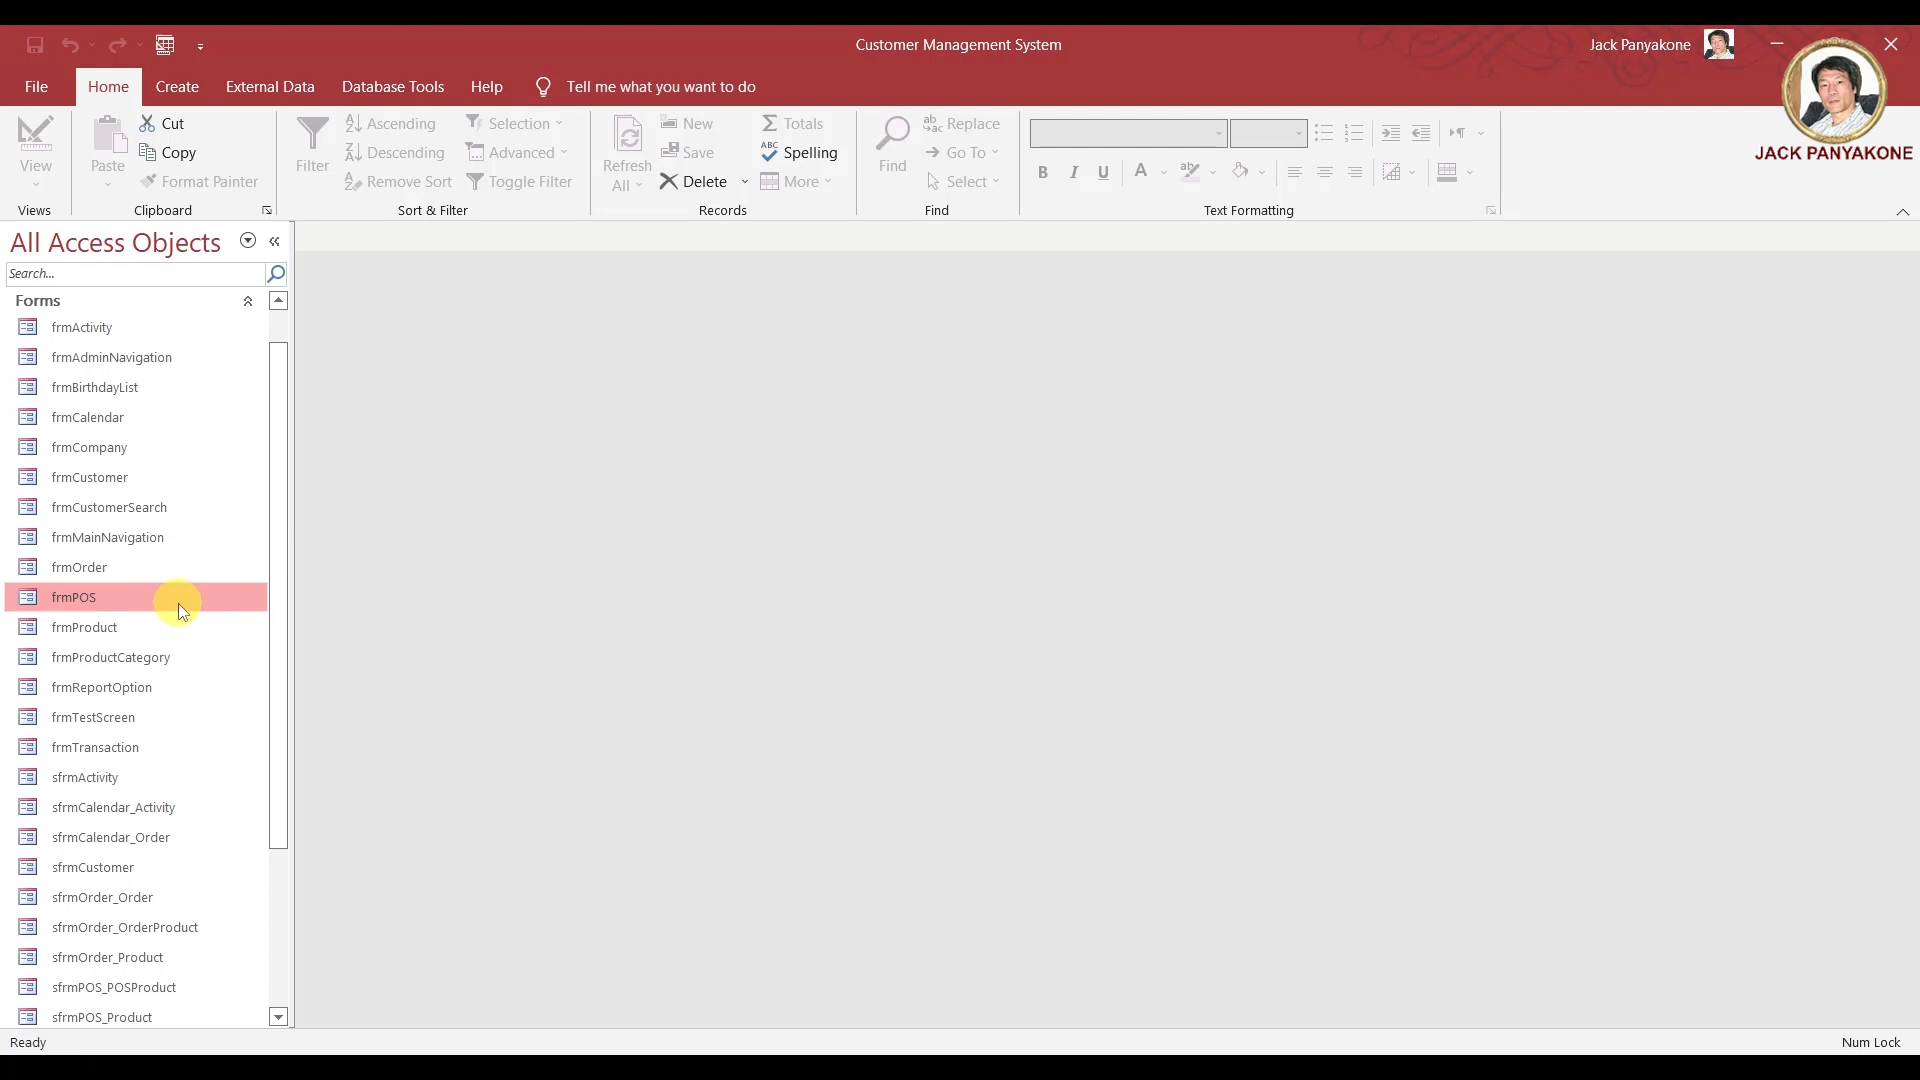 Customer Management System
Jack Panyakone
File
Home
Create
External Data
Database Tools
Help
Tell me what you want to do
JACK PANYAKONE
View
Views
Paste
Cut
Copy
Format Painter
Clipboard
Filter
Ascending
Descending
Remove Sort
Selection
Advanced
Toggle Filter
Sort & Filter
Refresh
All
New
Save
Delete
Totals
Spelling
More
Records
Find
Replace
Go To
Select
Find
B I U A
Text Formatting
All Access Objects
Search...
Forms
frmActivity
frmAdminNavigation
frmBirthdayList
frmCalendar
frmCompany
frmCustomer
frmCustomerSearch
frmMainNavigation
frmOrder
frmPOS
frmProduct
frmProductCategory
frmReportOption
frmTestScreen
frmTransaction
sfrmActivity
sfrmCalendar_Activity
sfrmCalendar_Order
sfrmCustomer
sfrmOrder_Order
sfrmOrder_OrderProduct
sfrmOrder_Product
sfrmPOS_POSProduct
sfrmPOS_Product
Ready
Num Lock